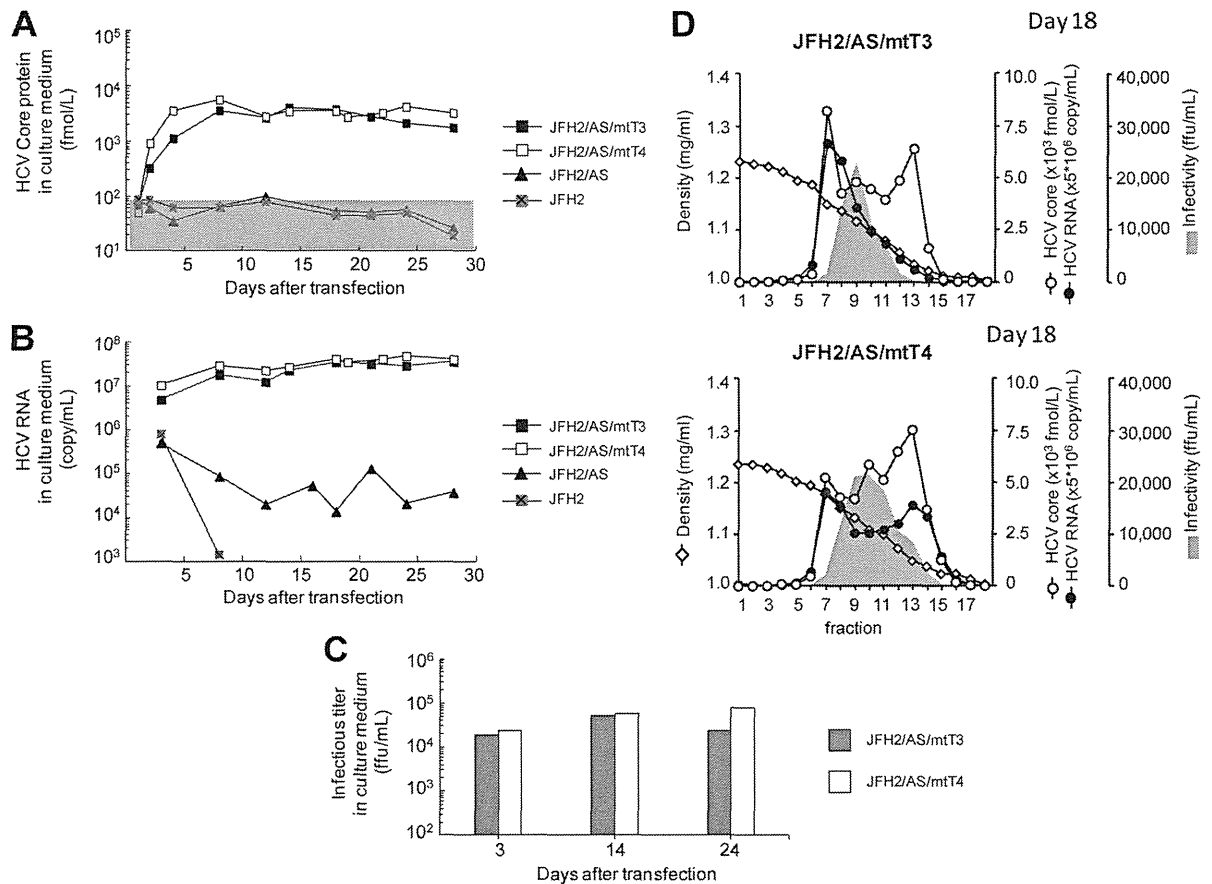 A
HCV Core protein
in culture medium
(fmol/L)
10^5
10^4
10^3
10^2
10^1
5
10
15
20
25
30
Days after transfection
JFH2/AS/mtT3
JFH2/AS/mtT4
JFH2/AS
JFH2
B
HCV RNA
in culture medium
(copy/mL)
10^8
10^7
10^6
10^5
10^4
10^3
5
10
15
20
25
30
Days after transfection
JFH2/AS/mtT3
JFH2/AS/mtT4
JFH2/AS
JFH2
C
Infectious titer
in culture medium
(ffu/mL)
10^6
10^5
10^4
10^3
10^2
3
14
24
Days after transfection
JFH2/AS/mtT3
JFH2/AS/mtT4
D
Day 18
JFH2/AS/mtT3
Density (mg/ml)
1.4
1.3
1.2
1.1
1.0
1 3 5 7 9 11 13 15 17
10.0
7.5
5.0
2.5
0
HCV core (x10^3 fmol/L)
HCV RNA (x5*10^6 copy/mL)
40,000
30,000
20,000
10,000
0
Infectivity (ffu/mL)
Day 18
JFH2/AS/mtT4
Density (mg/ml)
1.4
1.3
1.2
1.1
1.0
1 3 5 7 9 11 13 15 17
fraction
10.0
7.5
5.0
2.5
0
HCV core (x10^3 fmol/L)
HCV RNA (x5*10^6 copy/mL)
40,000
30,000
20,000
10,000
0
Infectivity (ffu/mL)